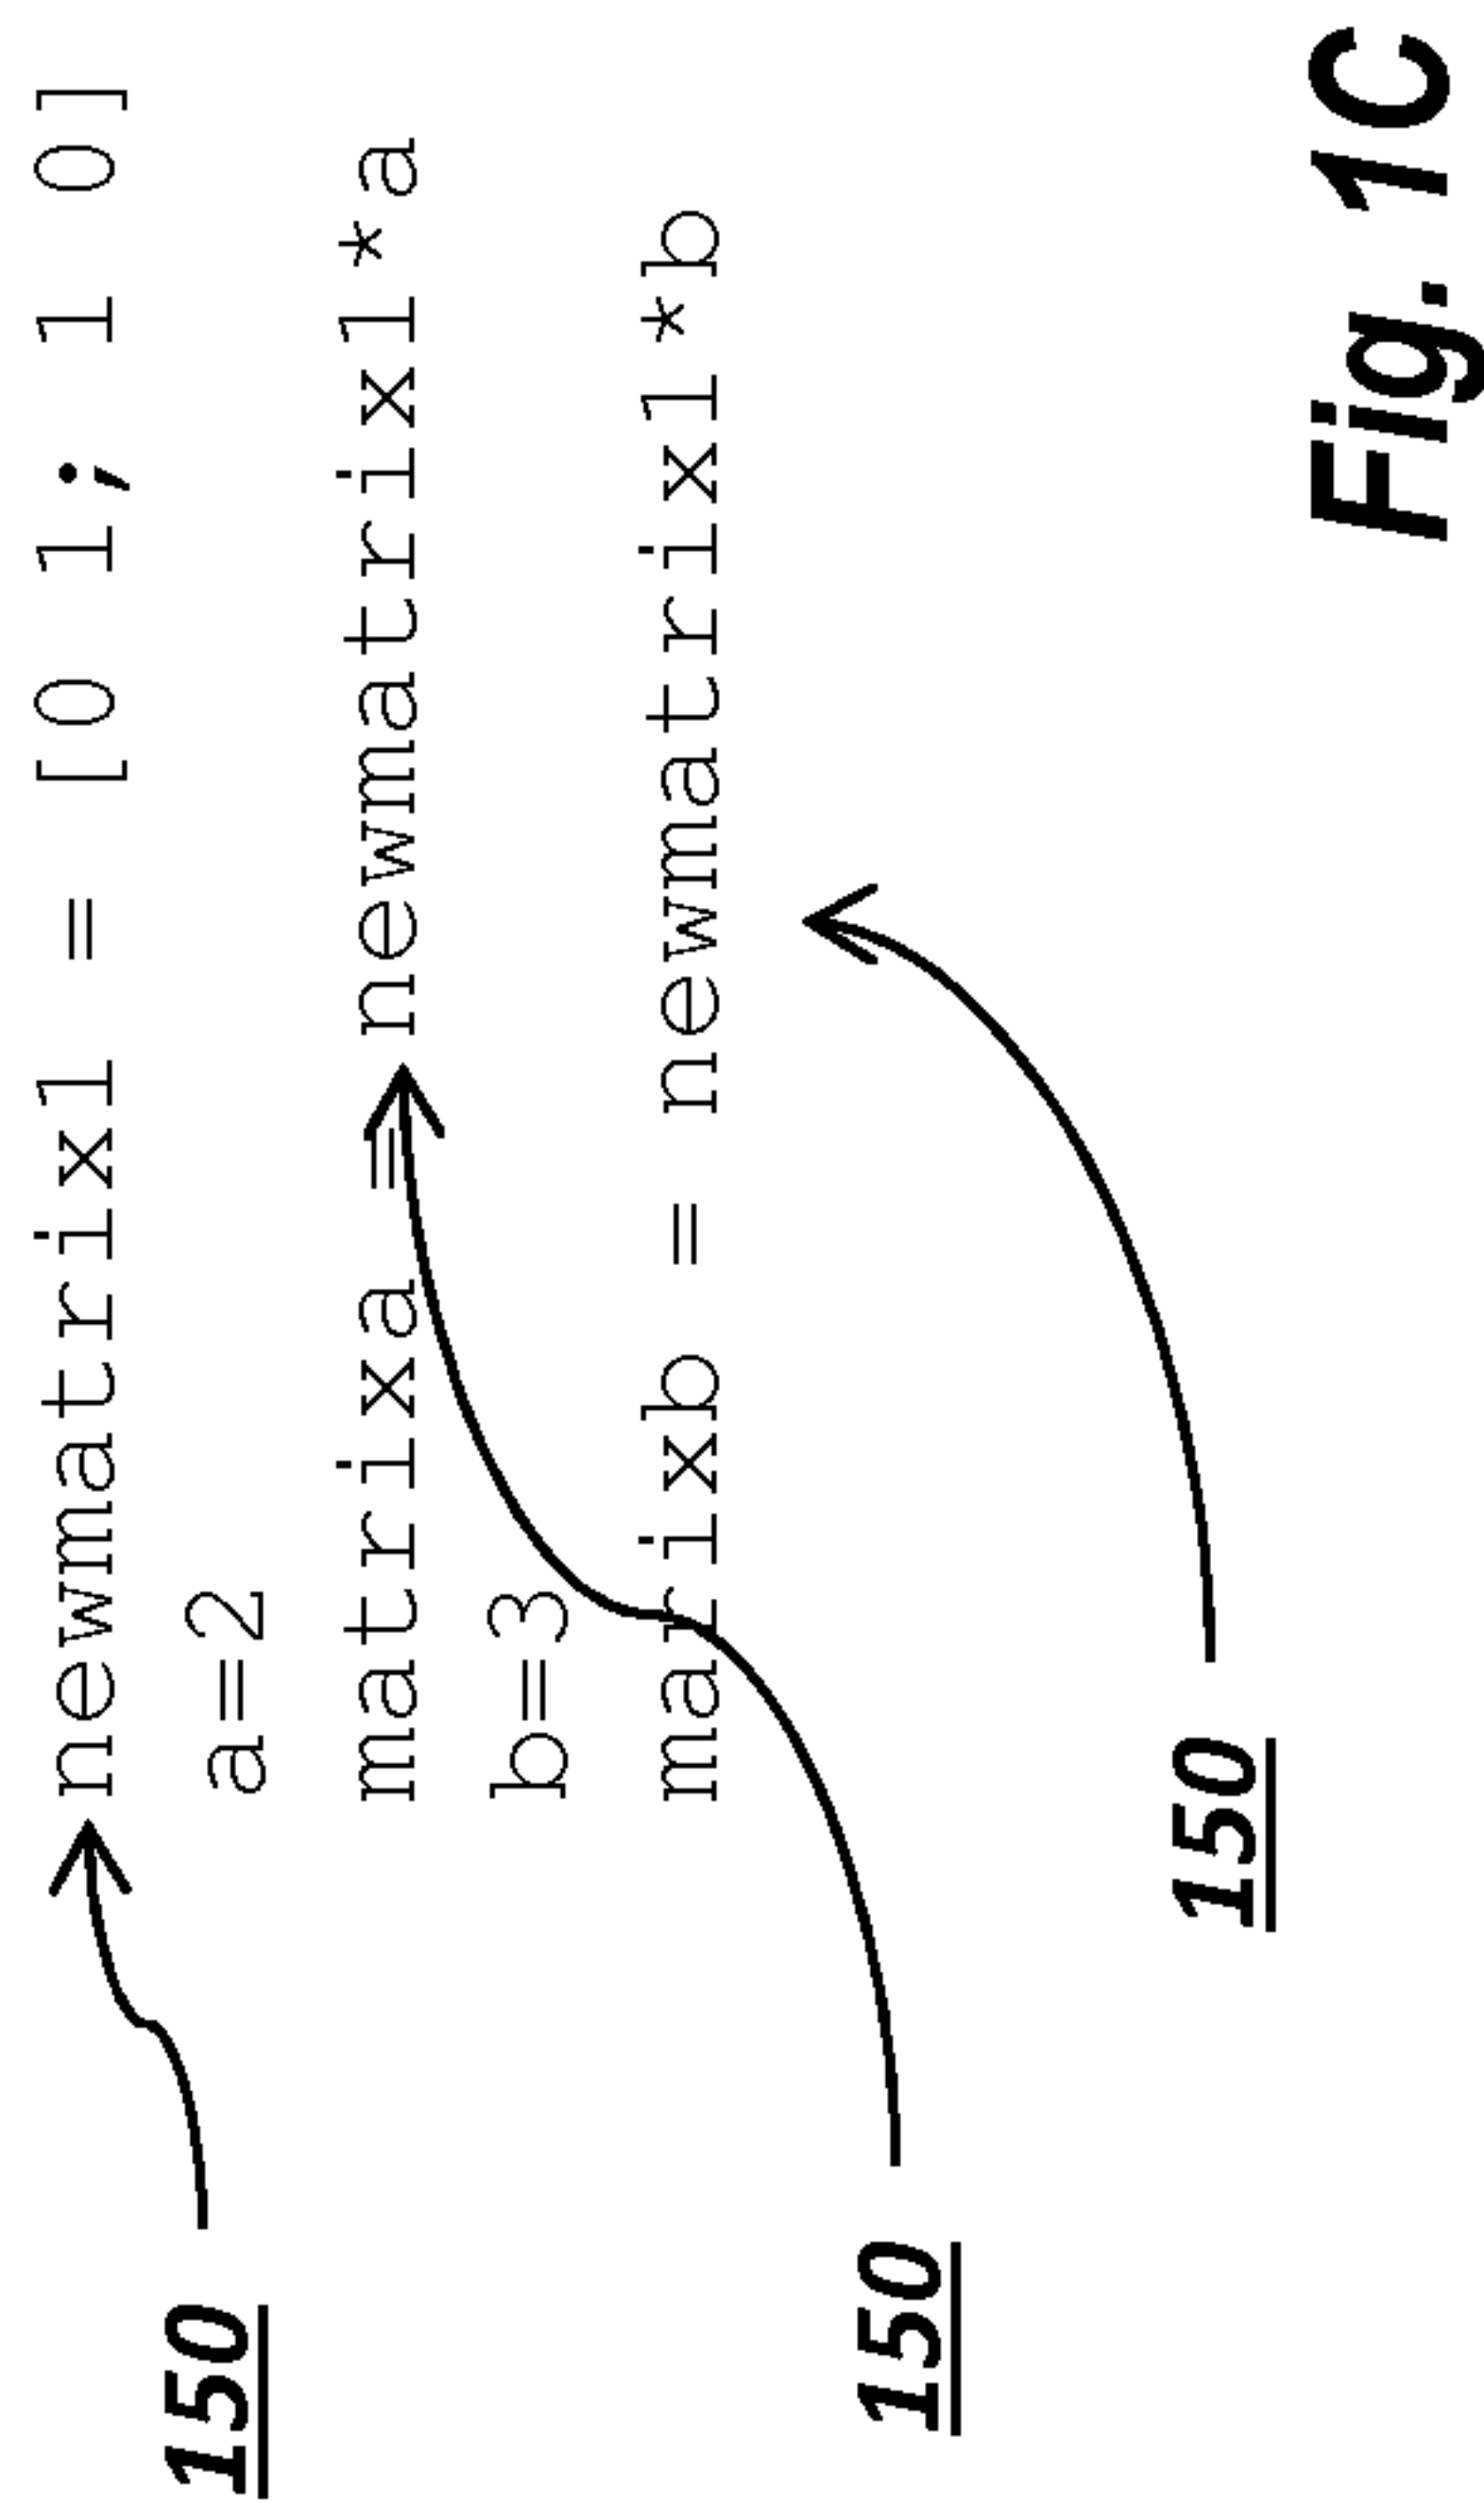 newmatrix1 = [0 1; 1 0]
a=2
matrixa = newmatrix1*a
b=3
matrixb = newmatrix1*b
150
150
150
Fig. 1C